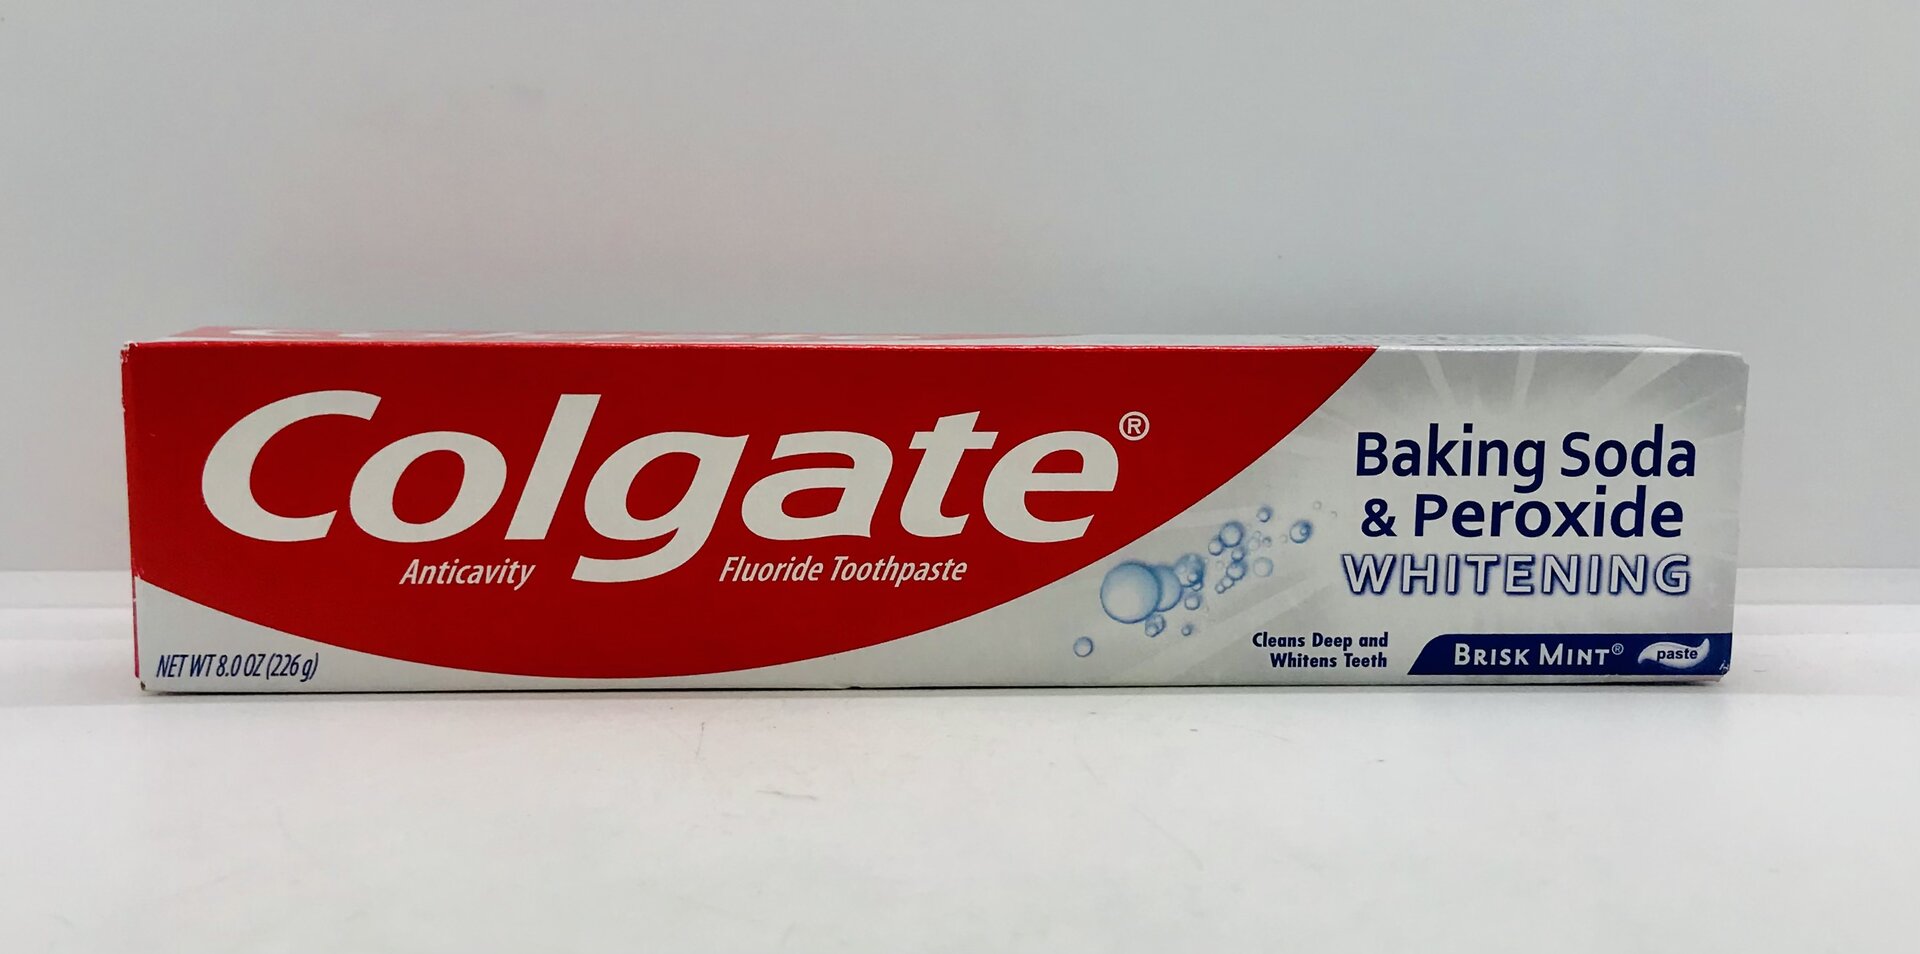 Colgate®
Anticavity Fluoride Toothpaste
NET WT 8.0 OZ (226 g)
Baking Soda
& Peroxide
WHITENING
Cleans Deep and
Whitens Teeth
BRISK MINT®
paste